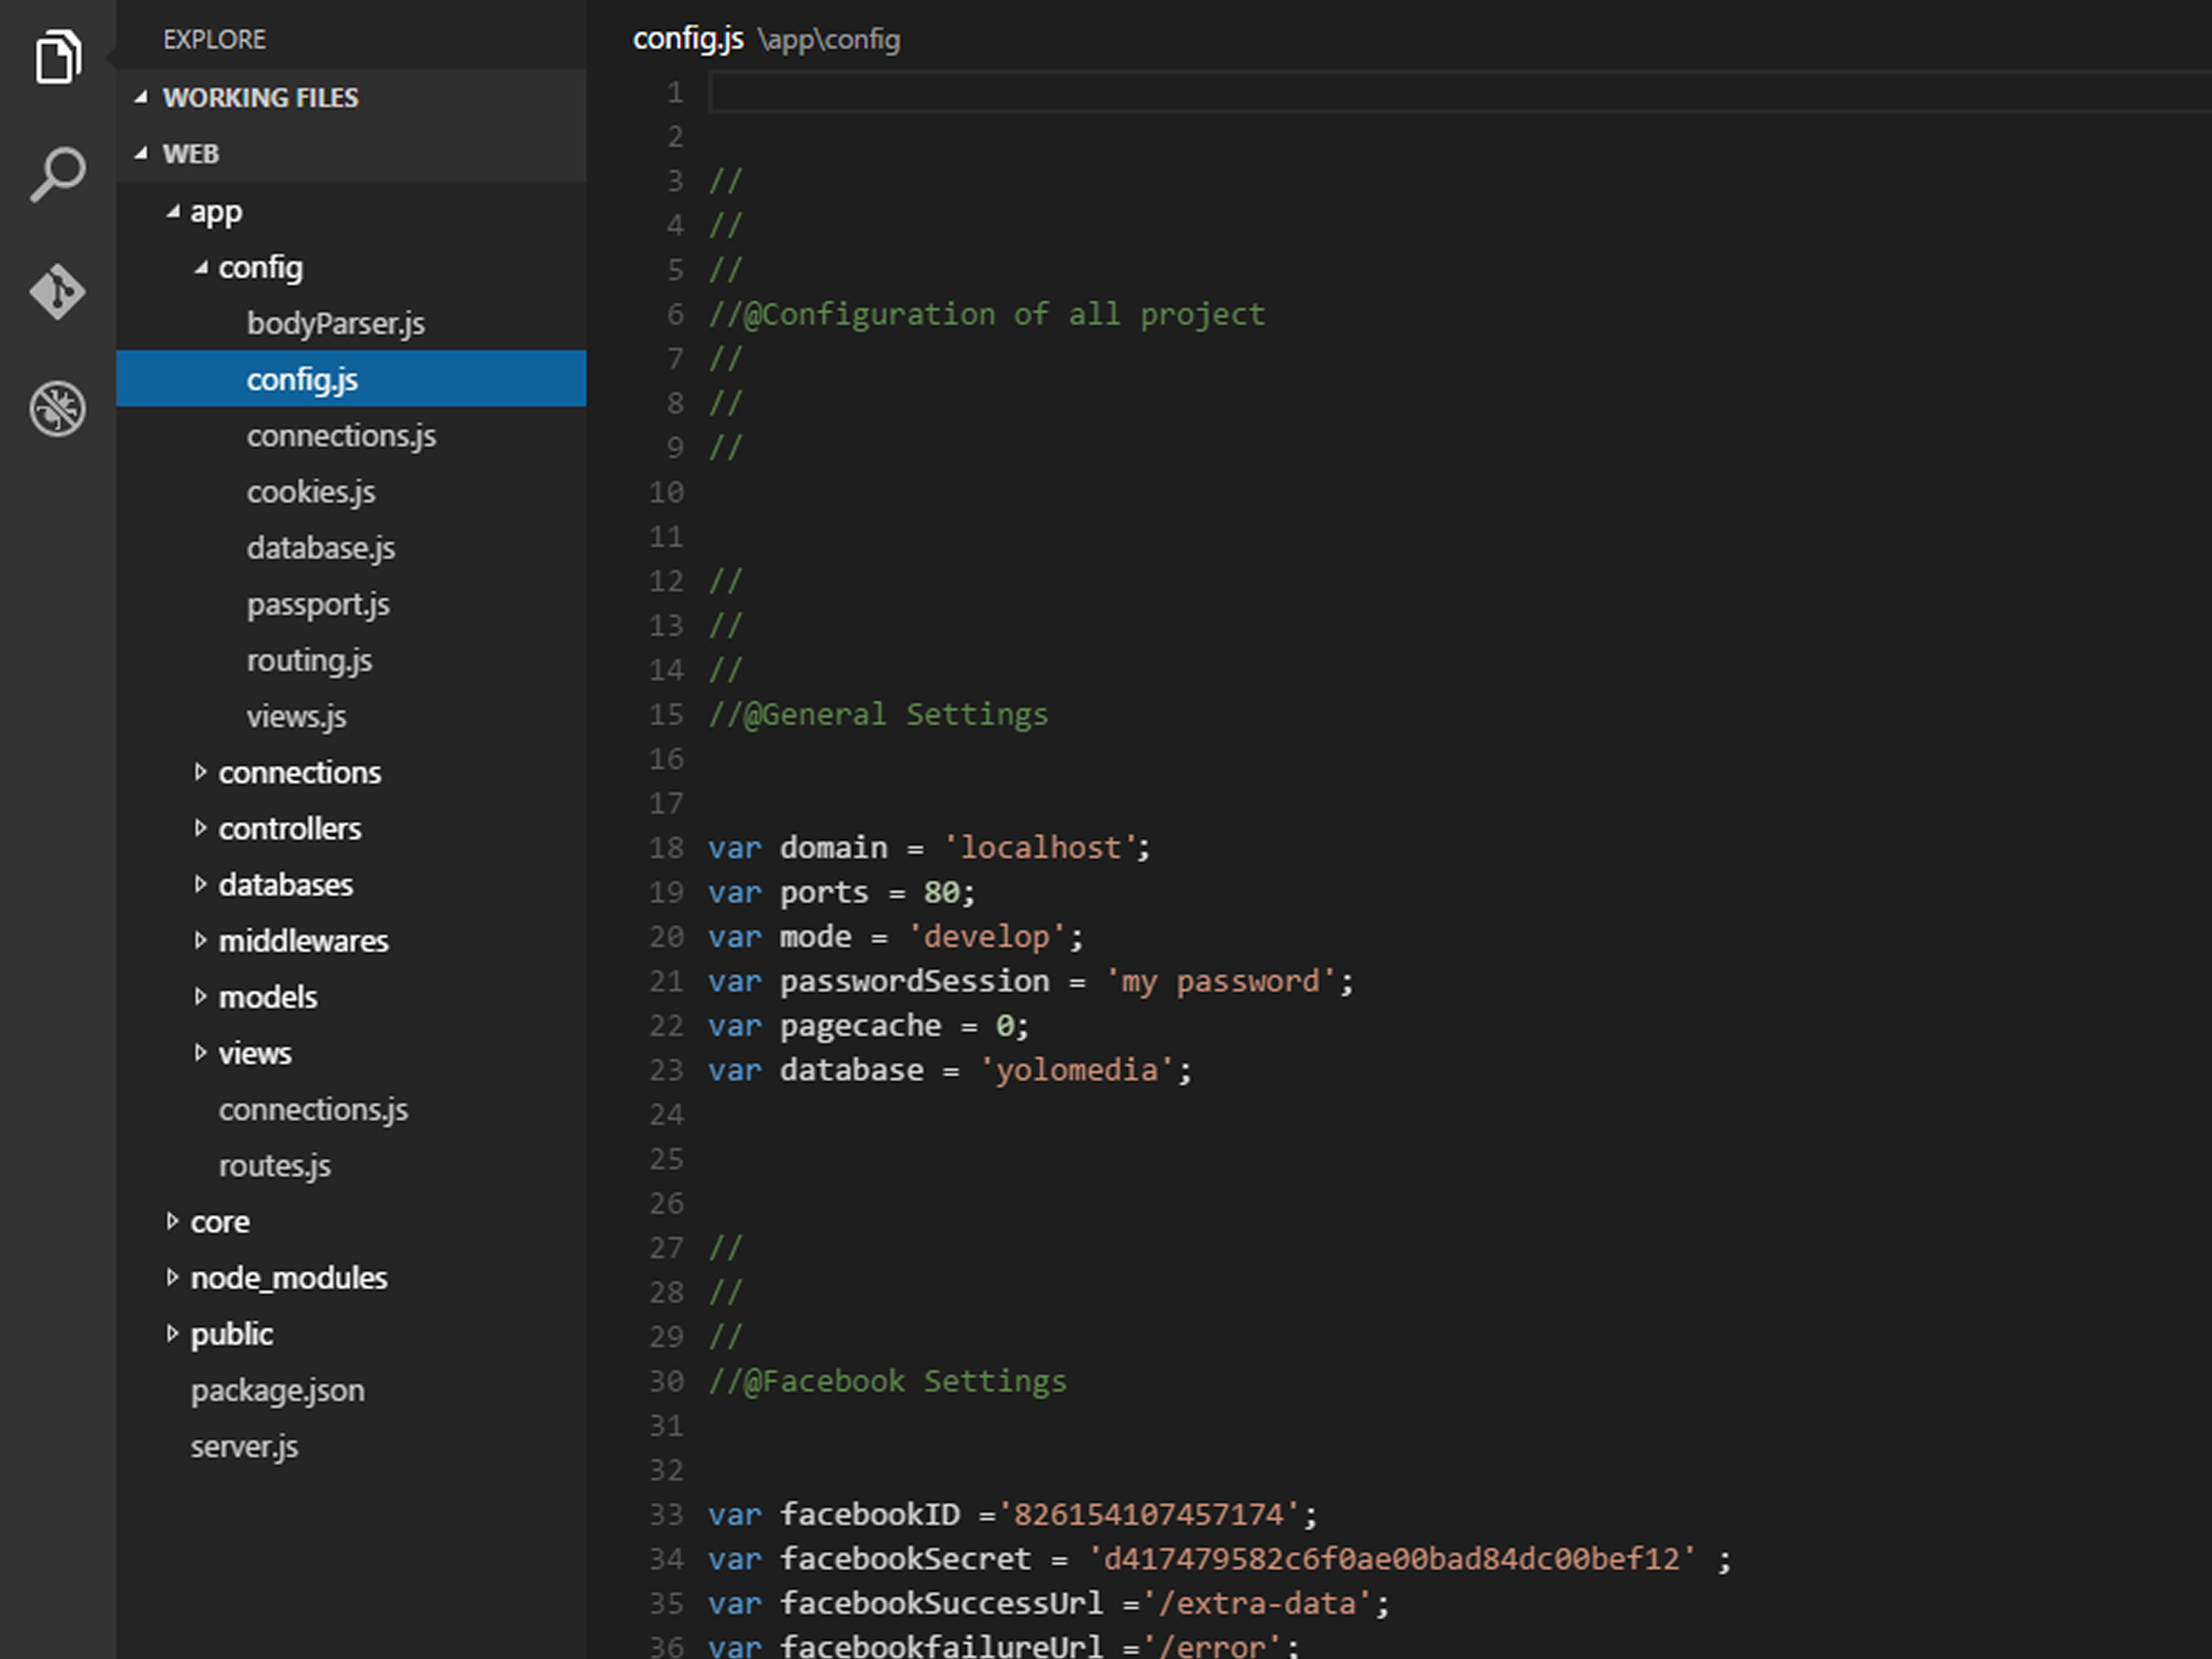 EXPLORE
WORKING FILES
WEB
app
config
bodyParser.js
config.js
connections.js
cookies.js
database.js
passport.js
routing.js
views.js
connections
controllers
databases
middlewares
models
views
connections.js
routes.js
core
node_modules
public
package.json
server.js
config.js \app\config
1
2
3 //
4 //
5 //
6 //@Configuration of all project
7 //
8 //
9 //
10
11
12 //
13 //
14 //
15 //@General Settings
16
17
18 var domain = 'localhost';
19 var ports = 80;
20 var mode = 'develop';
21 var passwordSession = 'my password';
22 var pagecache = 0;
23 var database = 'yolomedia';
24
25
26
27 //
28 //
29 //
30 //@Facebook Settings
31
32
33 var facebookID ='826154107457174';
34 var facebookSecret = 'd417479582c6f0ae00bad84dc00bef12' ;
35 var facebookSuccessUrl ='/extra-data';
36 var facebookfailureUrl ='/error';